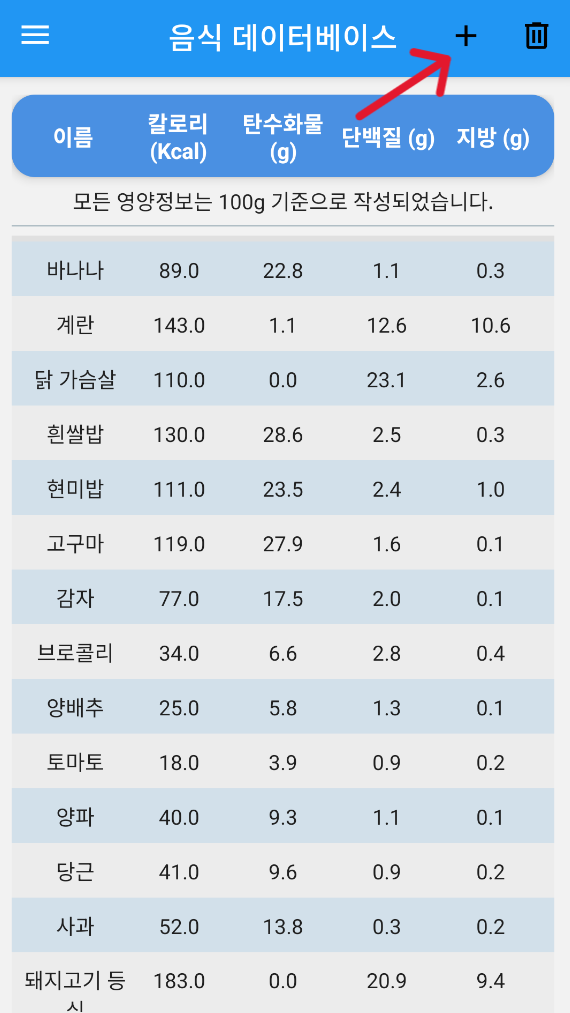 음식 데이터베이스 +
이름 칼로리 (Kcal) 탄수화물 (g) 단백질 (g) 지방 (g)
모든 영양정보는 100g 기준으로 작성되었습니다.
바나나 89.0 22.8 1.1 0.3
계란 143.0 1.1 12.6 10.6
닭 가슴살 110.0 0.0 23.1 2.6
흰쌀밥 130.0 28.6 2.5 0.3
현미밥 111.0 23.5 2.4 1.0
고구마 119.0 27.9 1.6 0.1
감자 77.0 17.5 2.0 0.1
브로콜리 34.0 6.6 2.8 0.4
양배추 25.0 5.8 1.3 0.1
토마토 18.0 3.9 0.9 0.2
양파 40.0 9.3 1.1 0.1
당근 41.0 9.6 0.9 0.2
사과 52.0 13.8 0.3 0.2
돼지고기 등 183.0 0.0 20.9 9.4